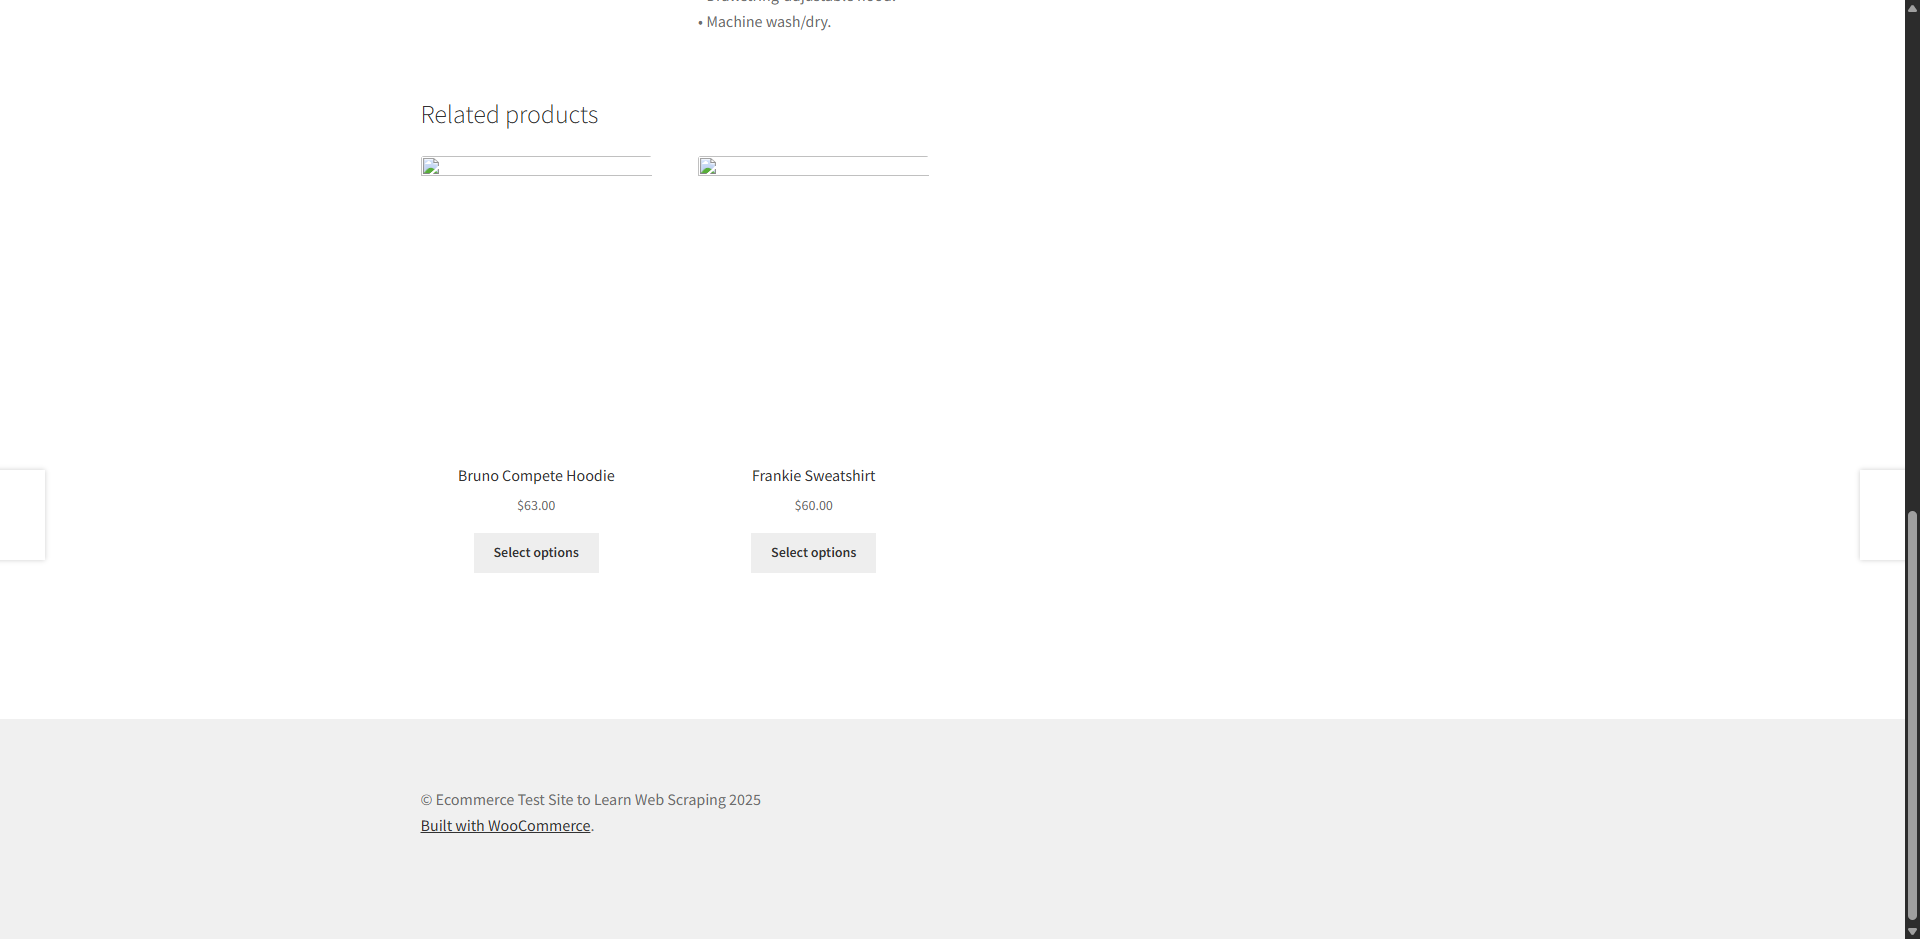 • Machine wash/dry.
Related products
Bruno Compete Hoodie
$63.00
Select options
Frankie Sweatshirt
$60.00
Select options
© Ecommerce Test Site to Learn Web Scraping 2025
Built with WooCommerce.